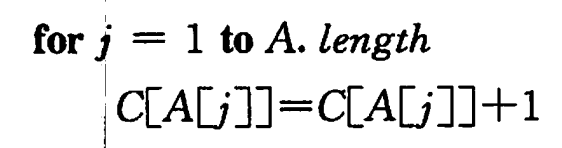 for j = 1 to A. length
C[A[j]]=C[A[j]]+1